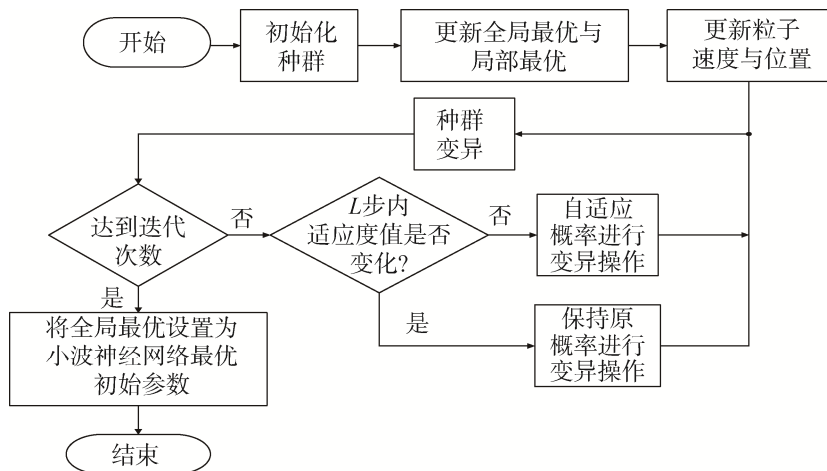 开始
初始化
种群
更新全局最优与
局部最优
更新粒子
速度与位置
种群
变异
达到迭代
次数
否
L步内
适应度值是否
变化?
否
自适应
概率进行
变异操作
是
是
保持原
概率进行
变异操作
将全局最优设置为
小波神经网络最优
初始参数
结束